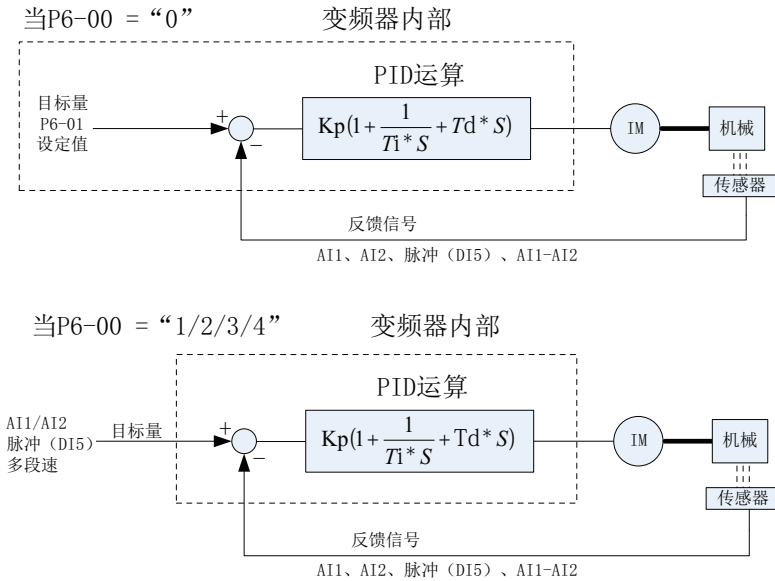 当P6-00 =“0”
变频器内部
PID运算
目标量
P6-01
设定值
+
−
Kp(1+ 1/Ti* S +Td* S)
IM
机械
传感器
反馈信号
AI1、AI2、脉冲（DI5）、AI1-AI2
当P6-00 =“1/2/3/4”
变频器内部
PID运算
AI1/AI2
脉冲（DI5）
多段速
目标量
+
−
Kp(1+ 1/Ti* S +Td* S)
IM
机械
传感器
反馈信号
AI1、AI2、脉冲（DI5）、AI1-AI2